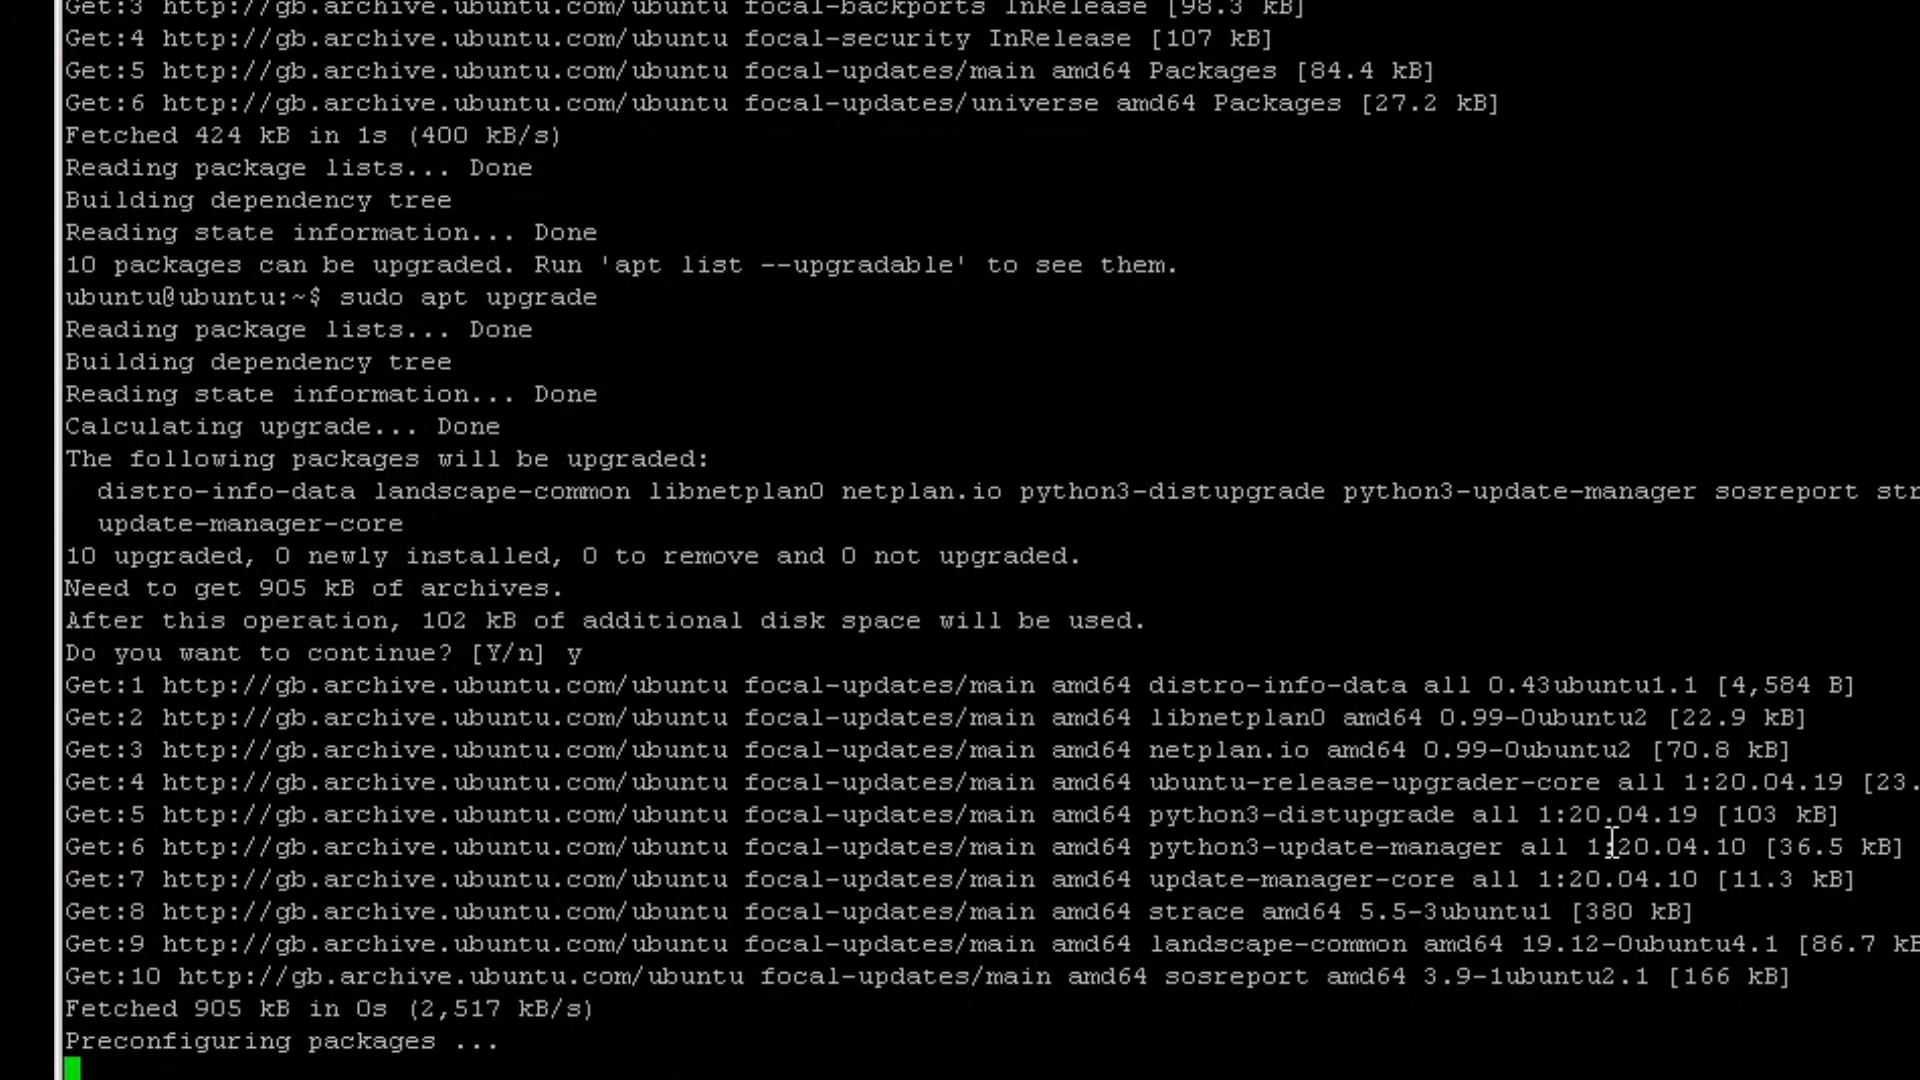 Get:3 http://gb.archive.ubuntu.com/ubuntu focal-backports InRelease [98.3 kB]
Get:4 http://gb.archive.ubuntu.com/ubuntu focal-security InRelease [107 kB]
Get:5 http://gb.archive.ubuntu.com/ubuntu focal-updates/main amd64 Packages [84.4 kB]
Get:6 http://gb.archive.ubuntu.com/ubuntu focal-updates/universe amd64 Packages [27.2 kB]
Fetched 424 kB in 1s (400 kB/s)
Reading package lists... Done
Building dependency tree
Reading state information... Done
10 packages can be upgraded. Run 'apt list --upgradable' to see them.
ubuntu@ubuntu:~$ sudo apt upgrade
Reading package lists... Done
Building dependency tree
Reading state information... Done
Calculating upgrade... Done
The following packages will be upgraded:
distro-info-data landscape-common libnetplan0 netplan.io python3-distupgrade python3-update-manager sosreport str
update-manager-core
10 upgraded, 0 newly installed, 0 to remove and 0 not upgraded.
Need to get 905 kB of archives.
After this operation, 102 kB of additional disk space will be used.
Do you want to continue? [Y/n] y
Get:1 http://gb.archive.ubuntu.com/ubuntu focal-updates/main amd64 distro-info-data all 0.43ubuntu1.1 [4,584 B]
Get:2 http://gb.archive.ubuntu.com/ubuntu focal-updates/main amd64 libnetplan0 amd64 0.99-0ubuntu2 [22.9 kB]
Get:3 http://gb.archive.ubuntu.com/ubuntu focal-updates/main amd64 netplan.io amd64 0.99-0ubuntu2 [70.8 kB]
Get:4 http://gb.archive.ubuntu.com/ubuntu focal-updates/main amd64 ubuntu-release-upgrader-core all 1:20.04.19 [23.
Get:5 http://gb.archive.ubuntu.com/ubuntu focal-updates/main amd64 python3-distupgrade all 1:20.04.19 [103 kB]
Get:6 http://gb.archive.ubuntu.com/ubuntu focal-updates/main amd64 python3-update-manager all 1:20.04.10 [36.5 kB]
Get:7 http://gb.archive.ubuntu.com/ubuntu focal-updates/main amd64 update-manager-core all 1:20.04.10 [11.3 kB]
Get:8 http://gb.archive.ubuntu.com/ubuntu focal-updates/main amd64 strace amd64 5.5-3ubuntu1 [380 kB]
Get:9 http://gb.archive.ubuntu.com/ubuntu focal-updates/main amd64 landscape-common amd64 19.12-0ubuntu4.1 [86.7 kB
Get:10 http://gb.archive.ubuntu.com/ubuntu focal-updates/main amd64 sosreport amd64 3.9-1ubuntu2.1 [166 kB]
Fetched 905 kB in 0s (2,517 kB/s)
Preconfiguring packages ...